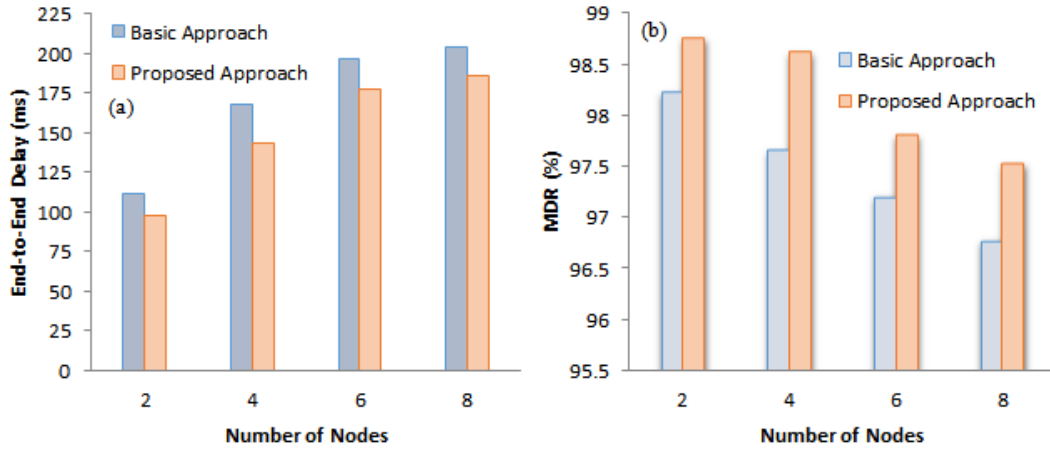 End-to-End Delay (ms)
225
200
175
150
125
100
75
50
25
0
Basic Approach
Proposed Approach
(a)
2 4 6 8
Number of Nodes
MDR (%)
99
98.5
98
97.5
97
96.5
96
95.5
(b)
Basic Approach
Proposed Approach
2 4 6 8
Number of Nodes